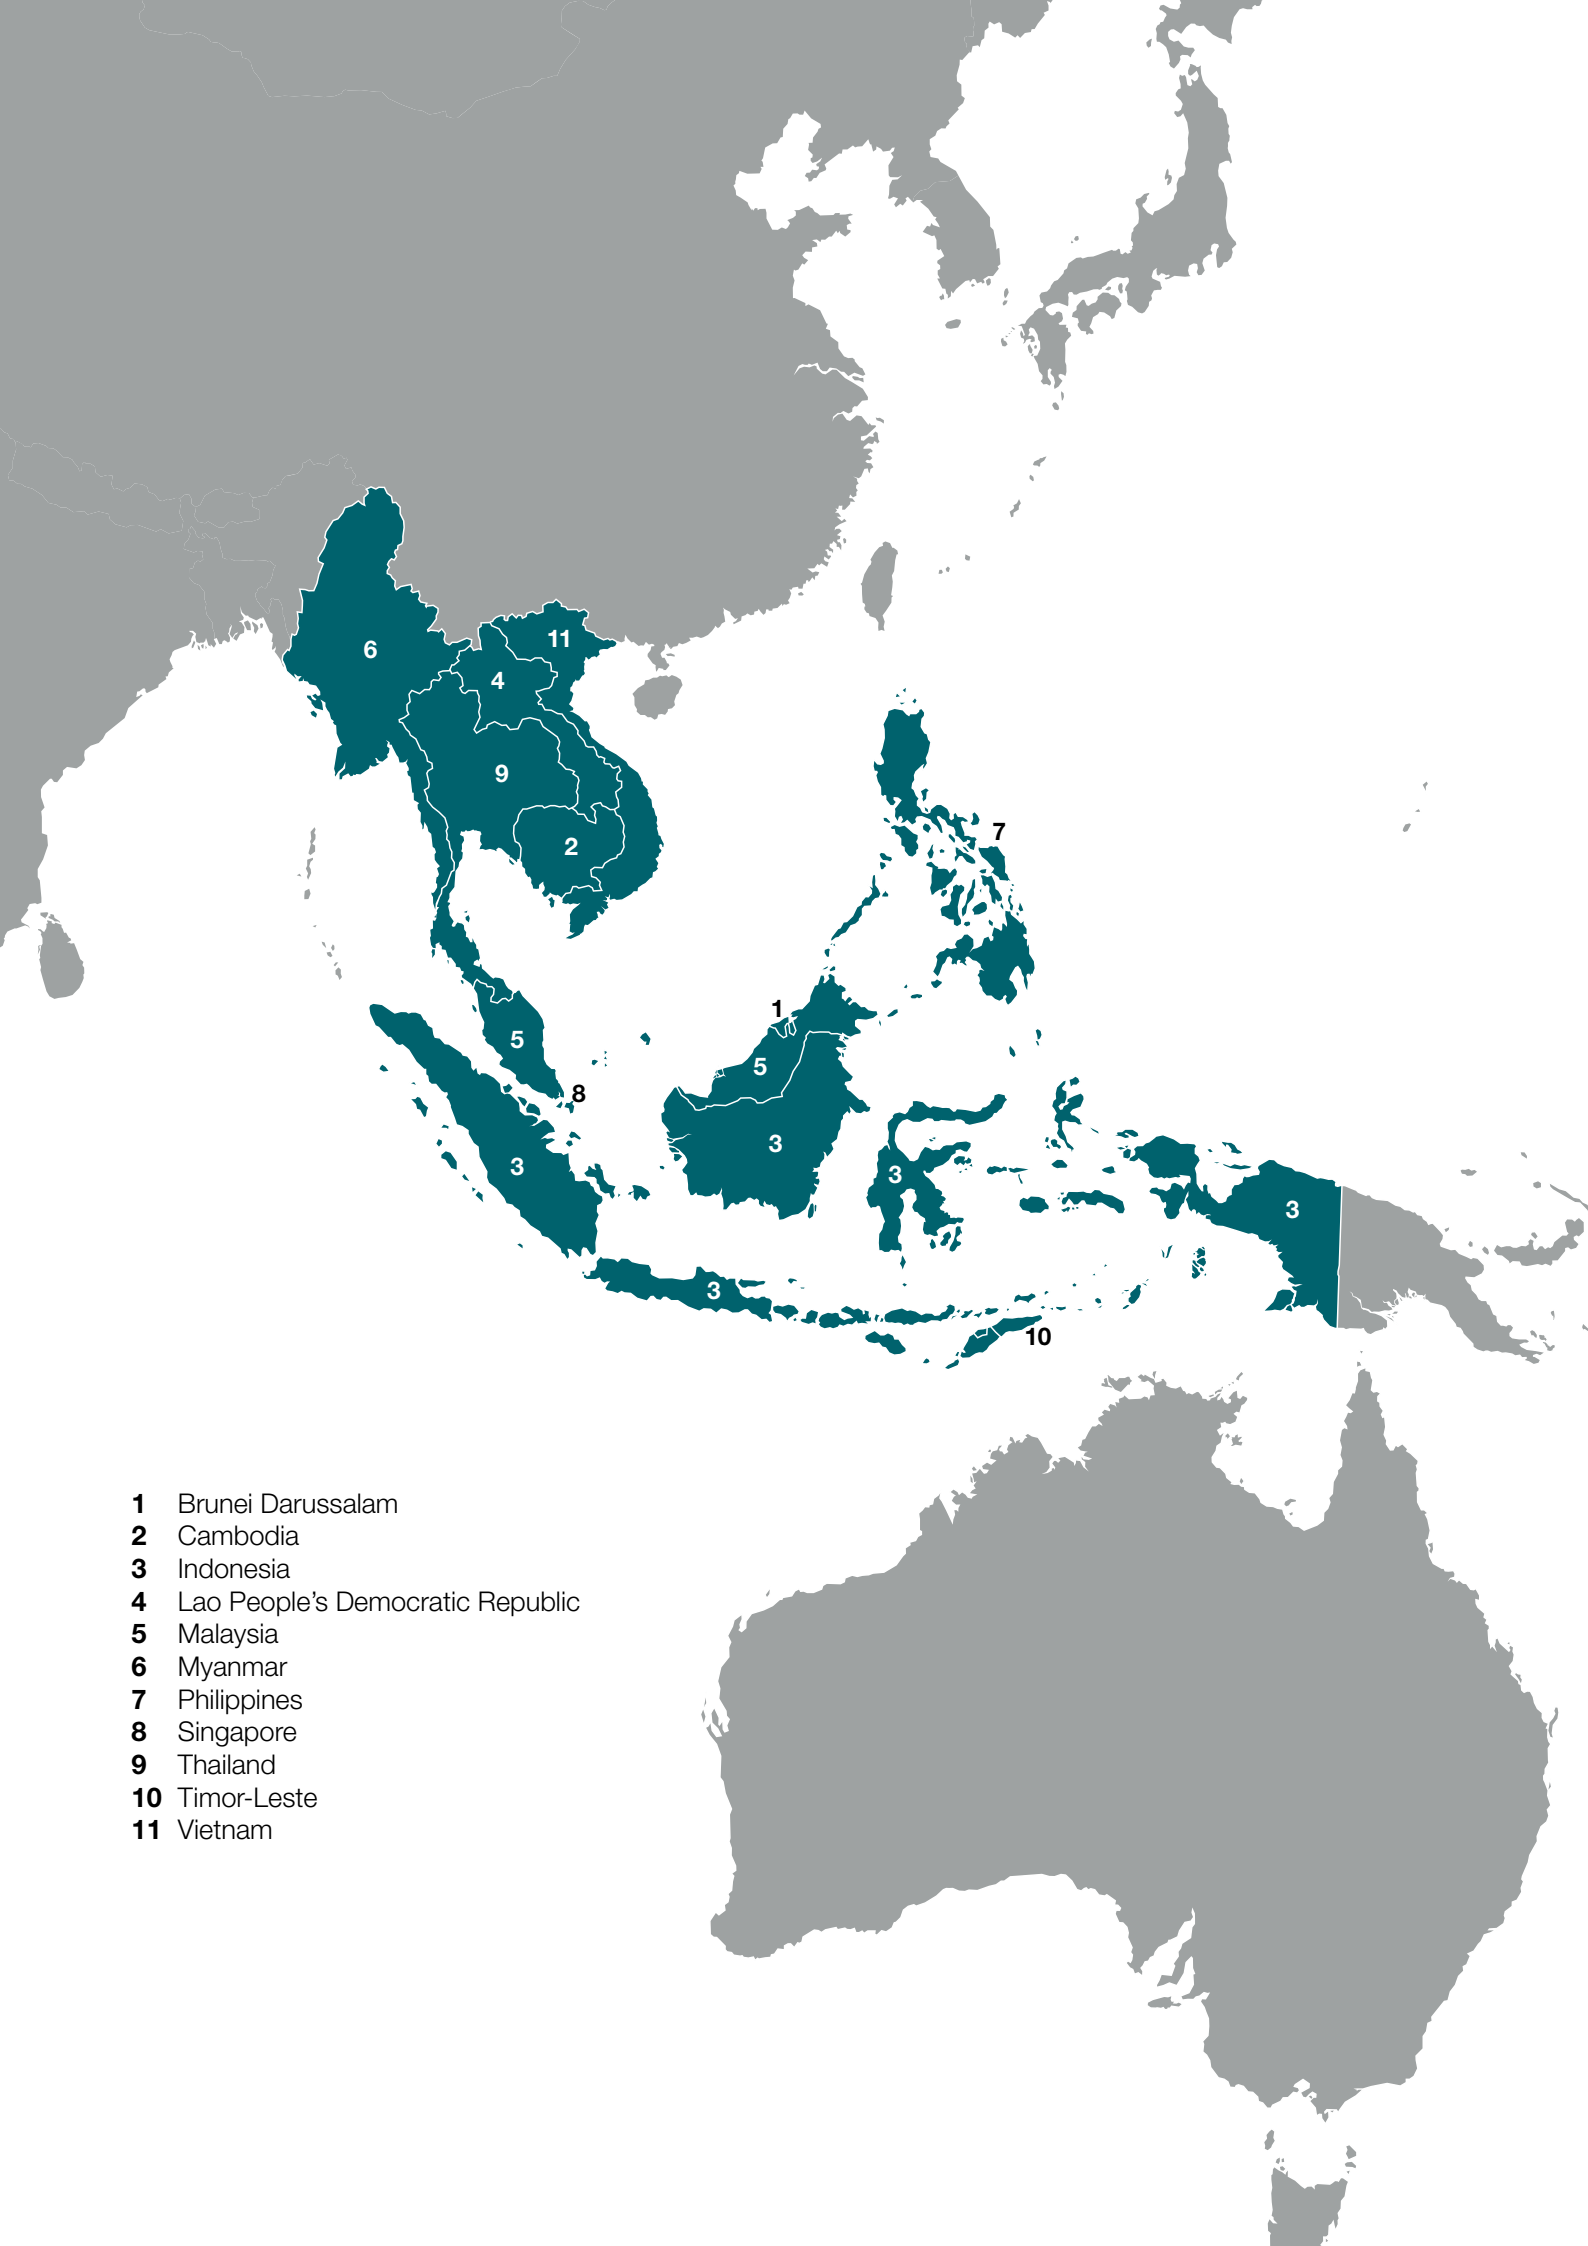 6
11
4
9
7
2
1
5
5
8
3
3
3
3
3
10
1 Brunei Darussalam
2 Cambodia
3 Indonesia
4 Lao People’s Democratic Republic
5 Malaysia
6 Myanmar
7 Philippines
8 Singapore
9 Thailand
10 Timor-Leste
11 Vietnam